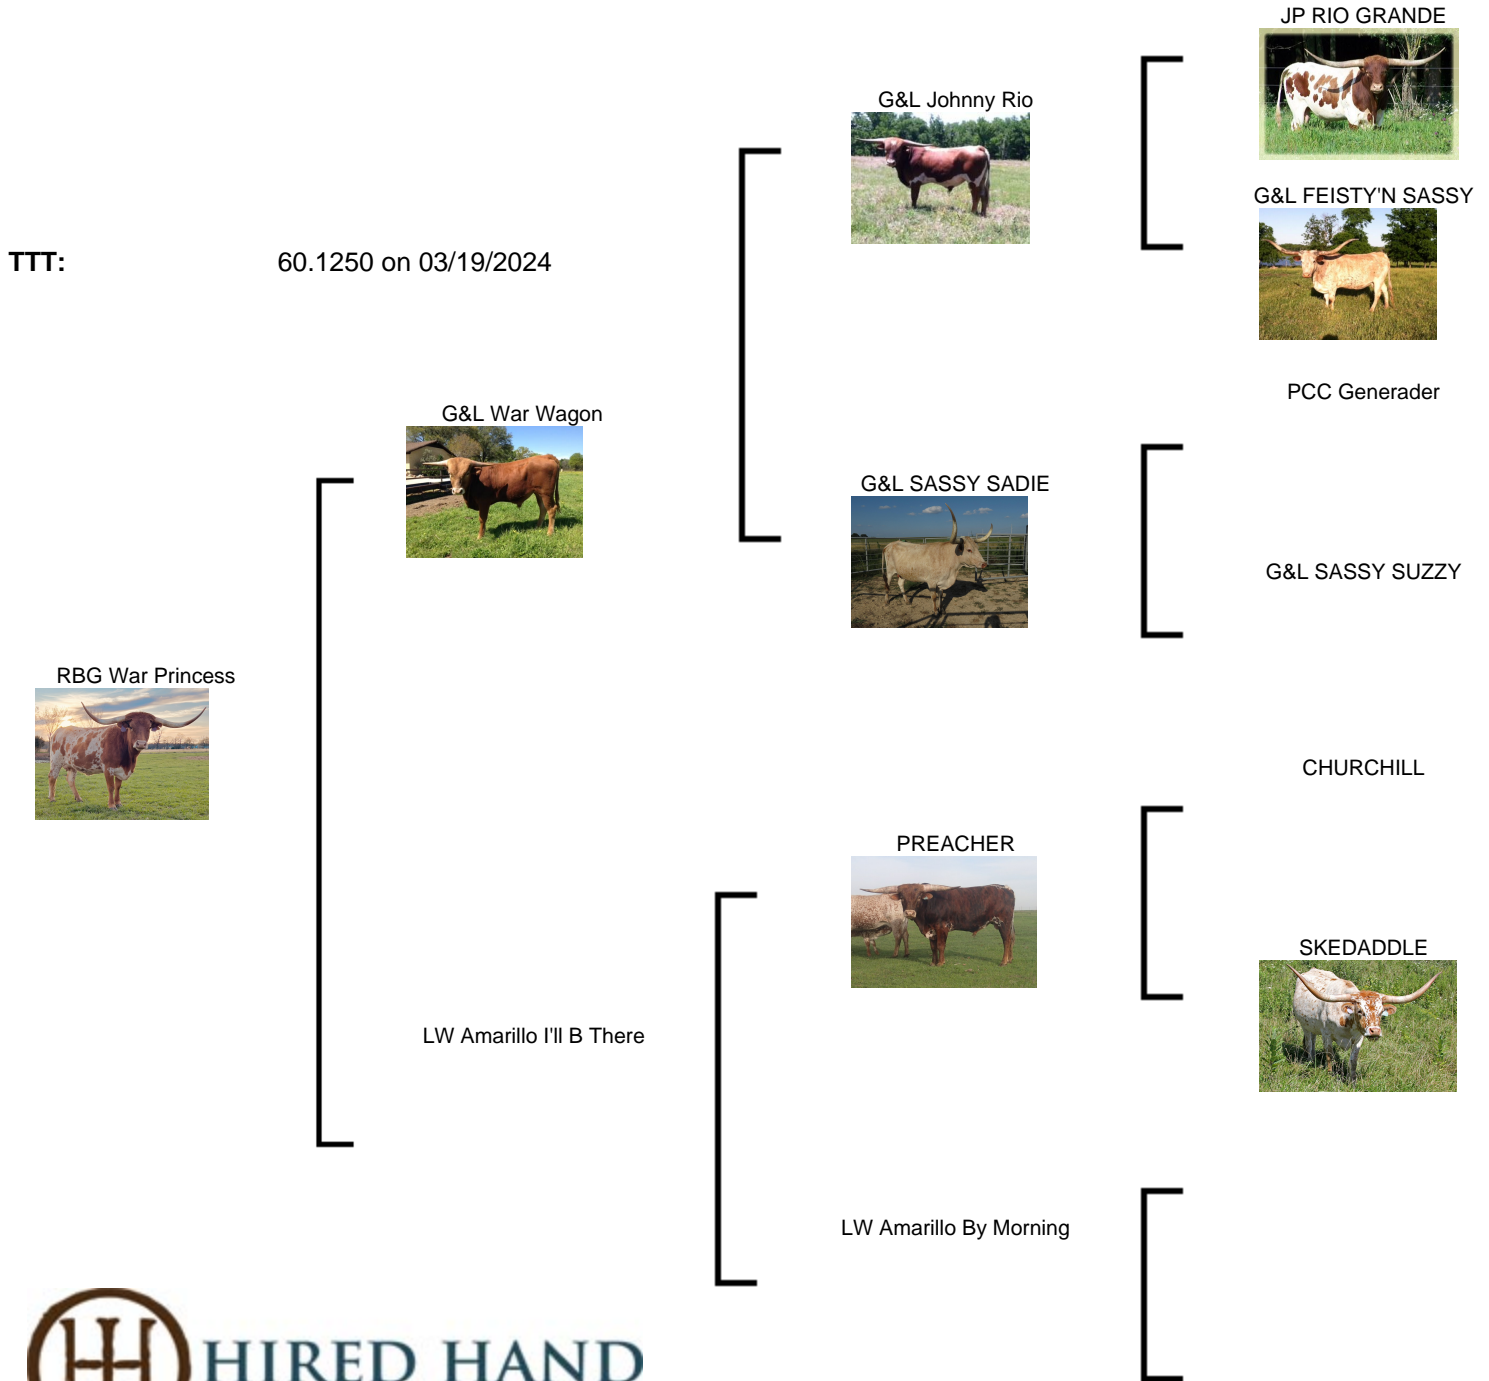 JP RIO GRANDE
G&L Johnny Rio
G&L FEISTY'N SASSY
TTT: 60.1250 on 03/19/2024
PCC Generader
G&L War Wagon
G&L SASSY SADIE
G&L SASSY SUZZY
RBG War Princess
CHURCHILL
PREACHER
SKEDADDLE
LW Amarillo I'll B There
LW Amarillo By Morning
HIRED HAND